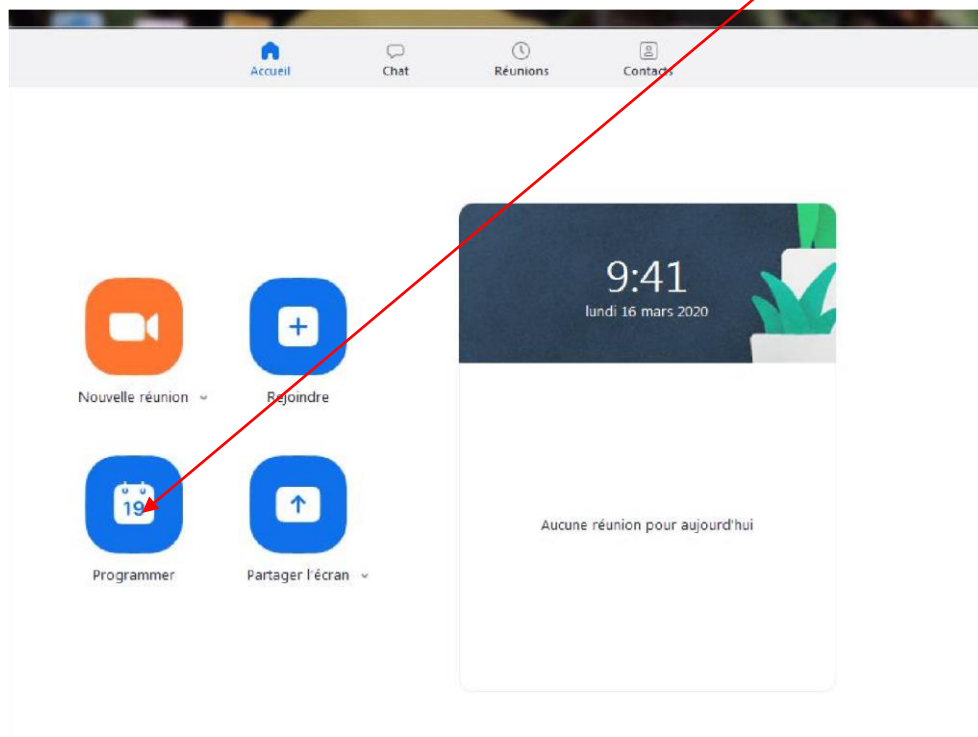 Accueil
Chat
Réunions
Contacts
9:41
lundi 16 mars 2020
Nouvelle réunion
Rejoindre
19
Programmer
Partager l'écran
Aucune réunion pour aujourd'hui